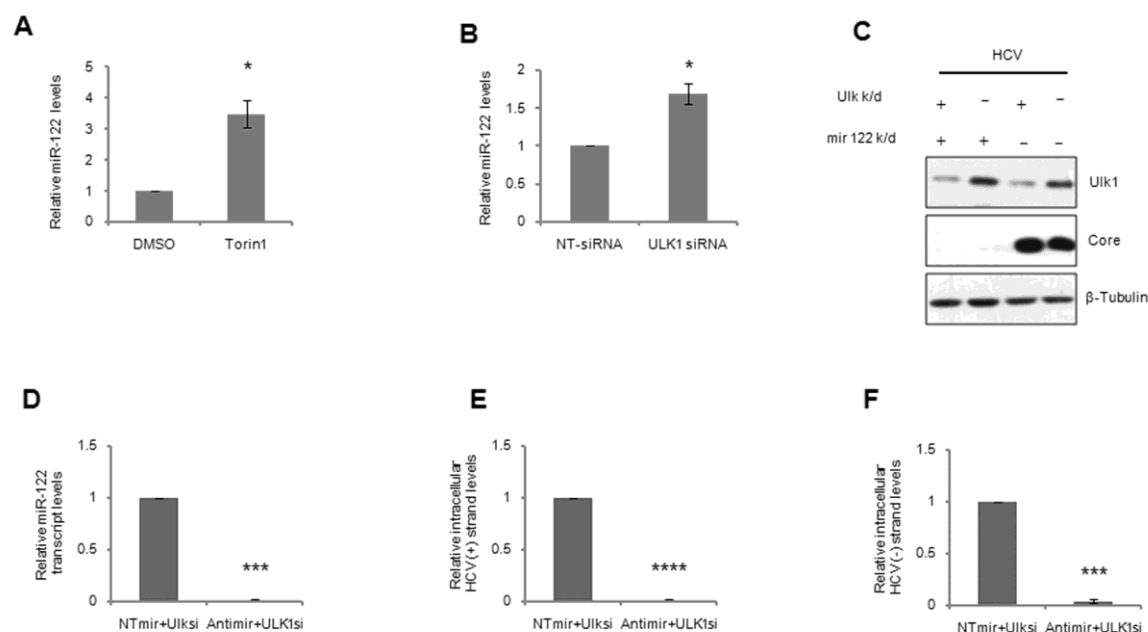 A
Relative miR-122 levels
5
4
3
2
1
0
*
DMSO Torin1
B
Relative miR-122 levels
2
1.5
1
0.5
0
*
NT-siRNA ULK1 siRNA
C
HCV
Ulk k/d + – + –
mir 122 k/d + + – –
Ulk1
Core
β-Tubulin
D
Relative miR-122
transcript levels
1.5
1
0.5
0
***
NTmir+Ulksi Antimir+ULK1si
E
Relative intracellular
HCV (+) strand levels
1.5
1
0.5
0
****
NTmir+Ulksi Antimir+ULK1si
F
Relative intracellular
HCV (-) strand levels
1.5
1
0.5
0
***
NTmir+Ulksi Antimir+ULK1si